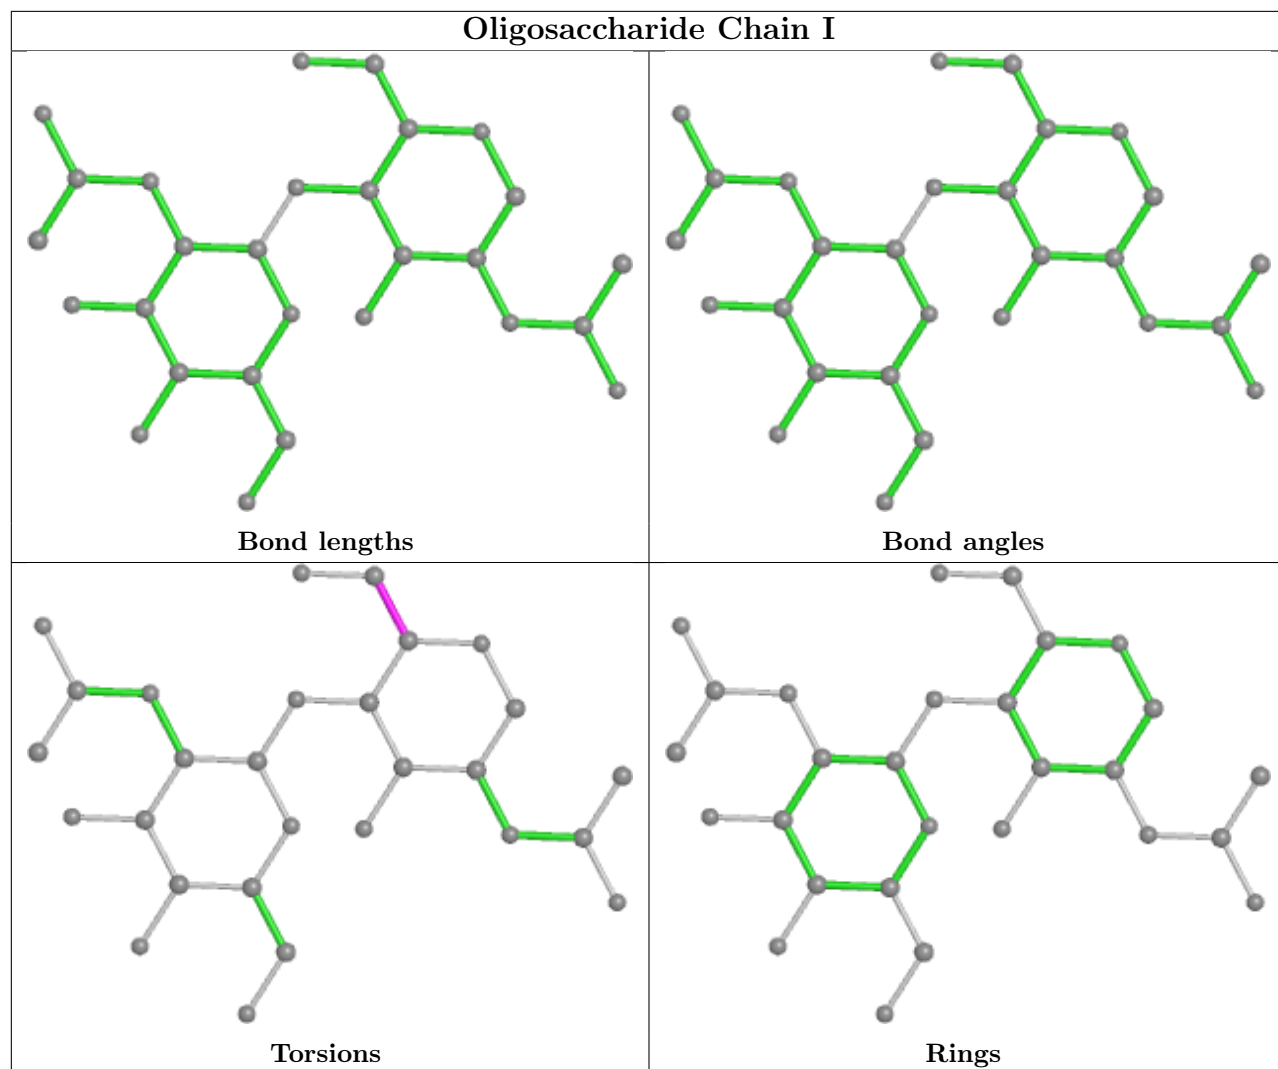 Oligosaccharide Chain I
Bond lengths
Bond angles
Torsions
Rings